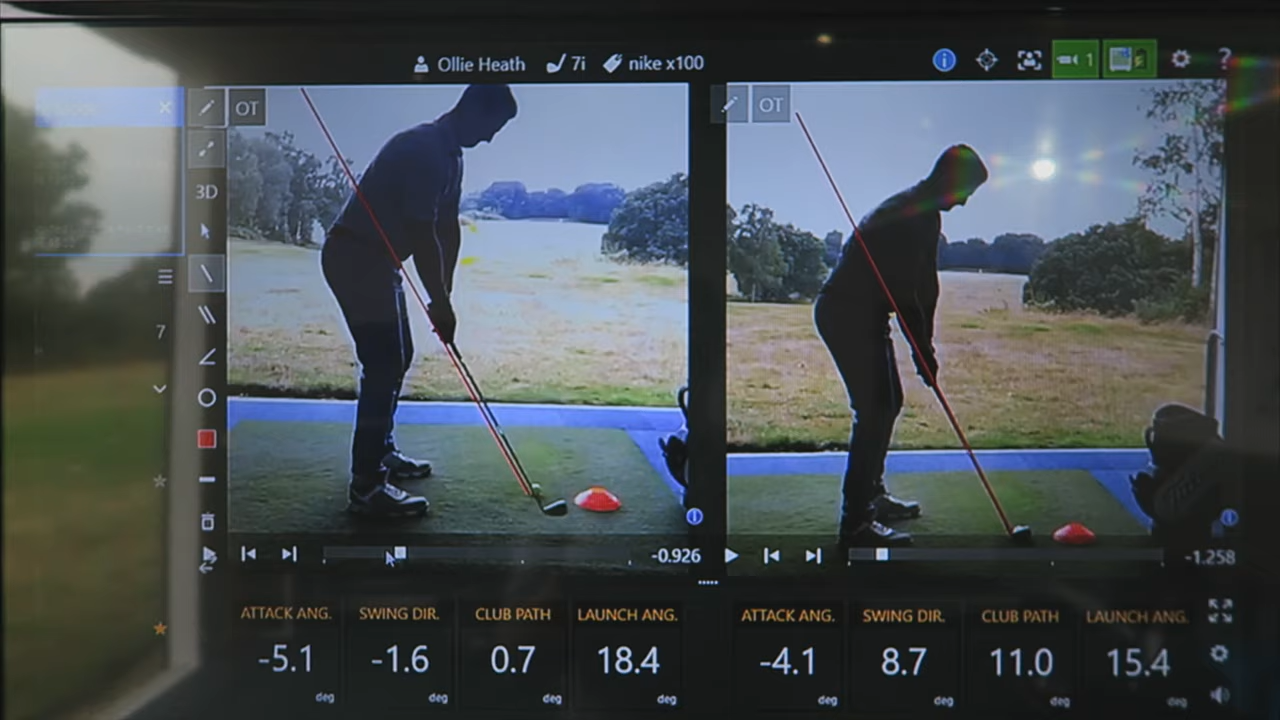 Ollie Heath 7i nike x100
1
?
OT
OT
3D
7
-0.926
-1.258
ATTACK ANG. SWING DIR. CLUB PATH LAUNCH ANG.
-5.1 -1.6 0.7 18.4
deg deg deg deg
ATTACK ANG. SWING DIR. CLUB PATH LAUNCH ANG.
-4.1 8.7 11.0 15.4
deg deg deg deg